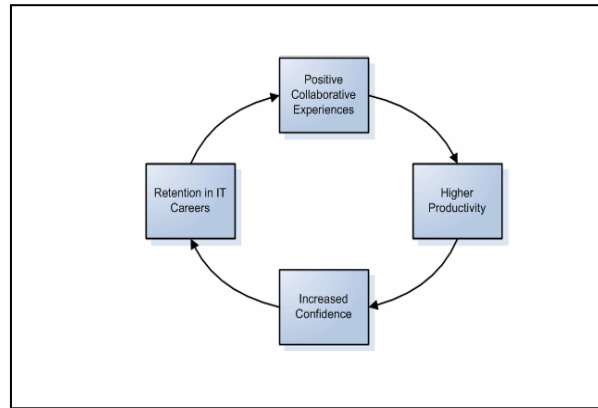 Positive
Collaborative
Experiences
Retention in IT
Careers
Higher
Productivity
Increased
Confidence